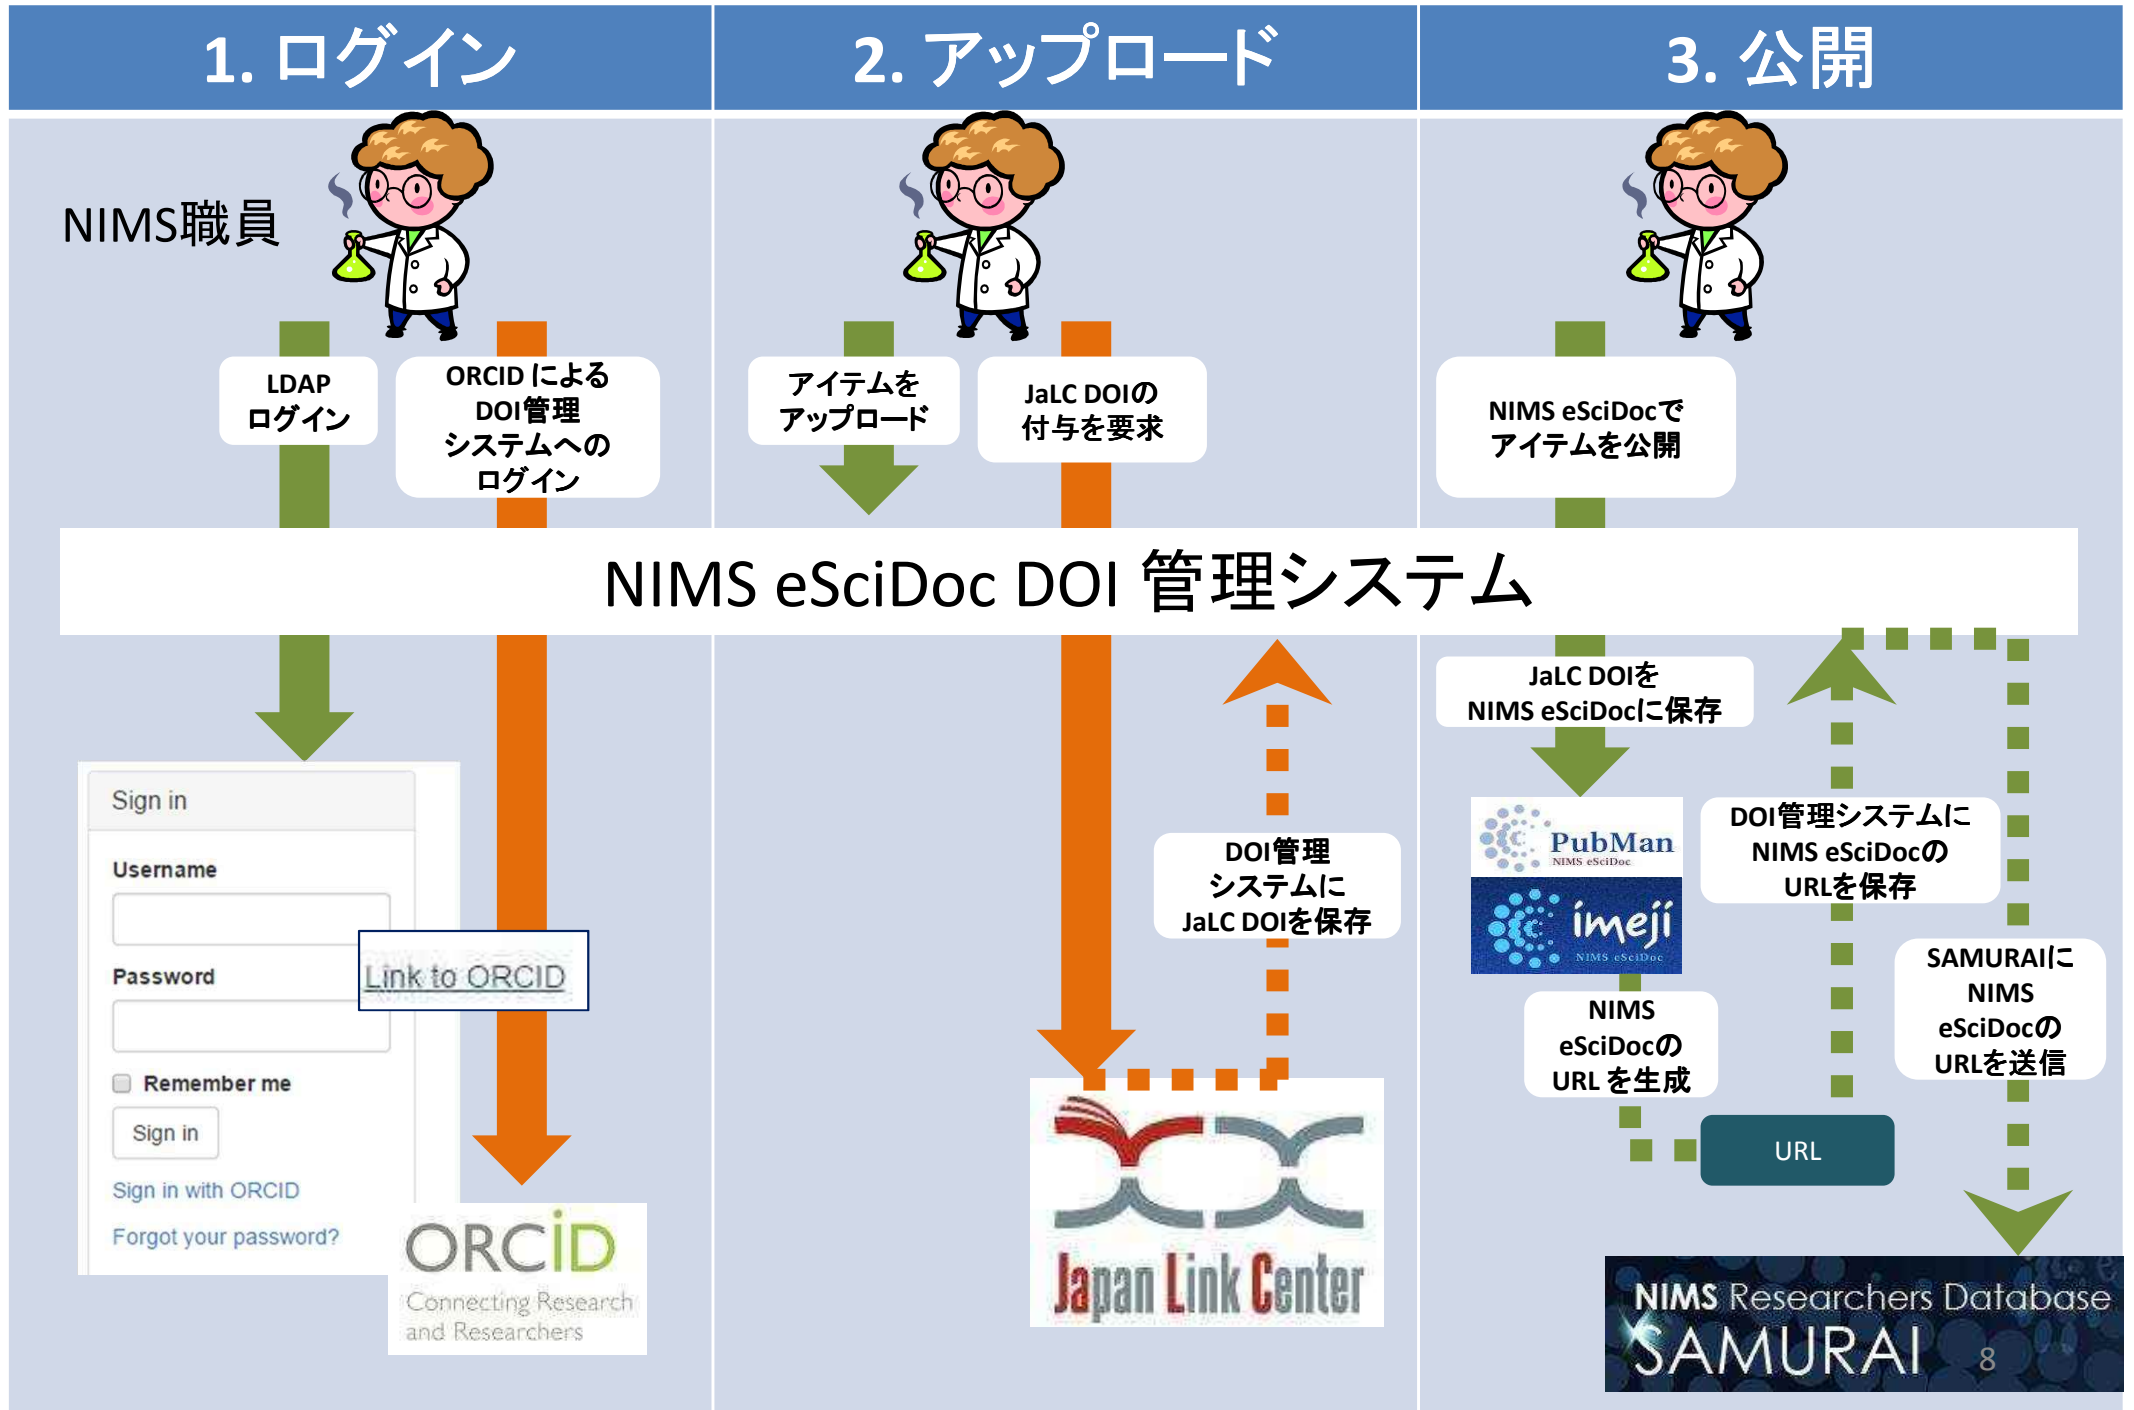 1. ログイン
2. アップロード
3. 公開
NIMS職員
LDAP
ログイン
ORCID による
DOI管理
システムへの
ログイン
アイテムを
アップロード
JaLC DOIの
付与を要求
NIMS eSciDocで
アイテムを公開
NIMS eSciDoc DOI 管理システム
Sign in
Username
Password
Remember me
Sign in
Sign in with ORCID
Forgot your password?
Link to ORCID
ORCID
Connecting Research
and Researchers
DOI管理
システムに
JaLC DOIを保存
Japan Link Center
JaLC DOIを
NIMS eSciDocに保存
PubMan
NIMS eSciDoc
imeji
NIMS eSciDoc
NIMS
eSciDocの
URL を生成
URL
DOI管理システムに
NIMS eSciDocの
URLを保存
SAMURAIに
NIMS
eSciDocの
URLを送信
NIMS Researchers Database
SAMURAI
8